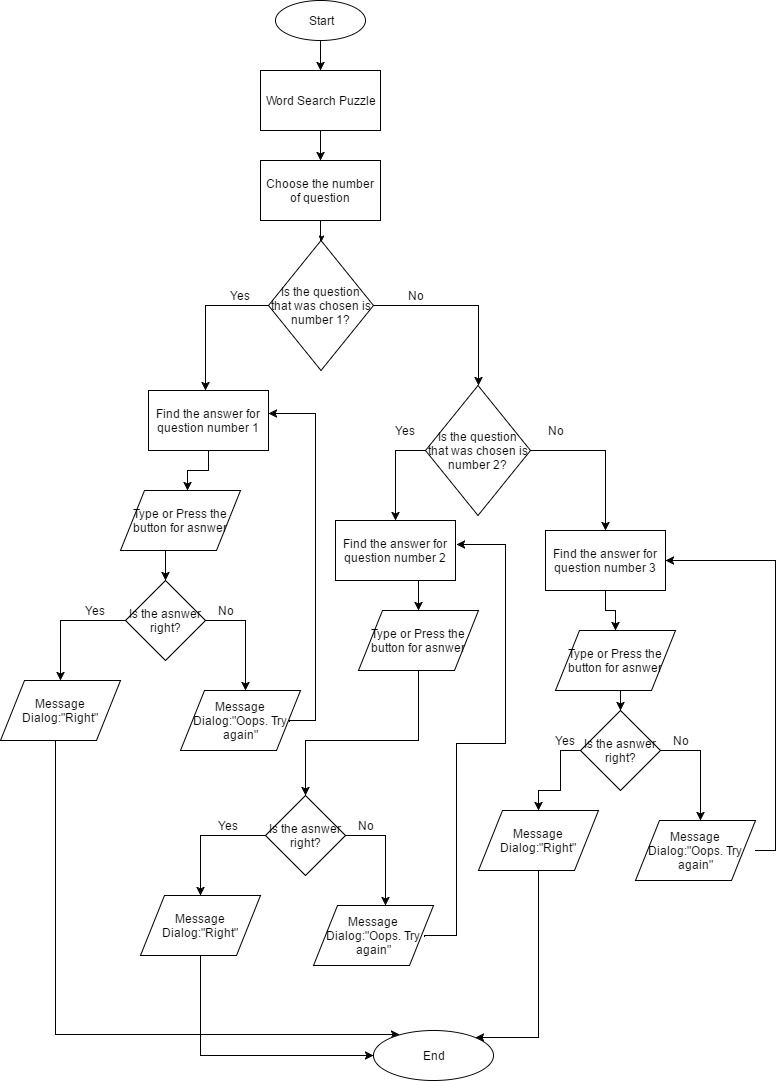 Start
Word Search Puzzle
Choose the number
of question
Is the question
that was chosen is
number 1?
Yes
No
Find the answer for
question number 1
Is the question
that was chosen is
number 2?
Yes
No
Type or Press the
button for asnwer
Find the answer for
question number 2
Find the answer for
question number 3
Is the asnwer
right?
Yes
No
Type or Press the
button for asnwer
Type or Press the
button for asnwer
Message
Dialog:"Right"
Message
Dialog:"Oops. Try
again"
Is the asnwer
right?
Yes
No
Is the asnwer
right?
Yes
No
Message
Dialog:"Right"
Message
Dialog:"Oops. Try
again"
Message
Dialog:"Right"
Message
Dialog:"Oops. Try
again"
End